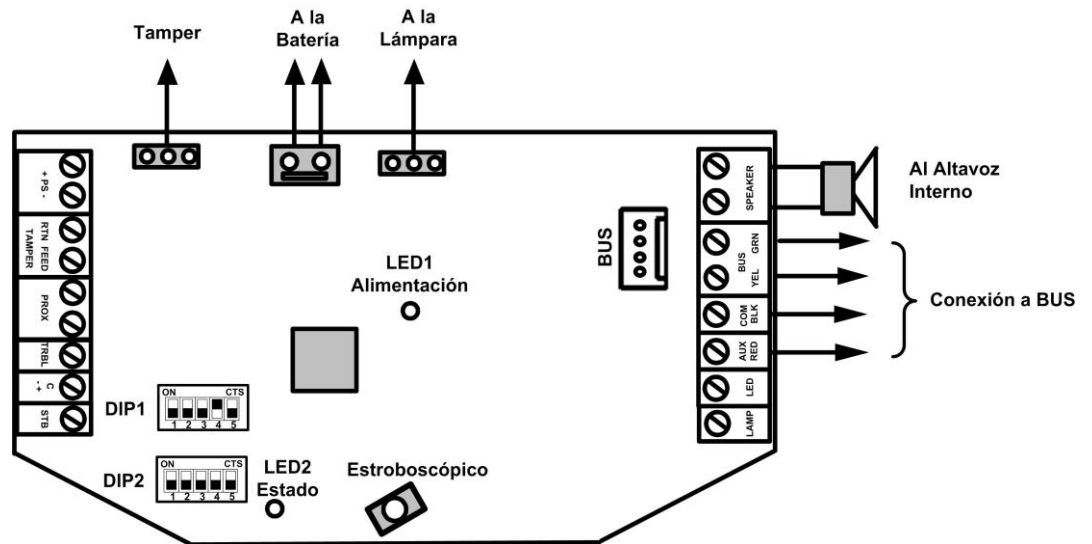 Tamper
A la
Batería
A la
Lámpara
+ PS -
RTN FEED
TAMPER
PROX
TRBL
C
- +
STB
SPEAKER
BUS
GRN
YEL
COM
BLK
AUX
RED
LED
LAMP
Al Altavoz
Interno
BUS
LED1
Alimentación
Conexión a BUS
DIP1
ON CTS
1 2 3 4 5
DIP2
ON CTS
1 2 3 4 5
LED2
Estado
Estroboscópico